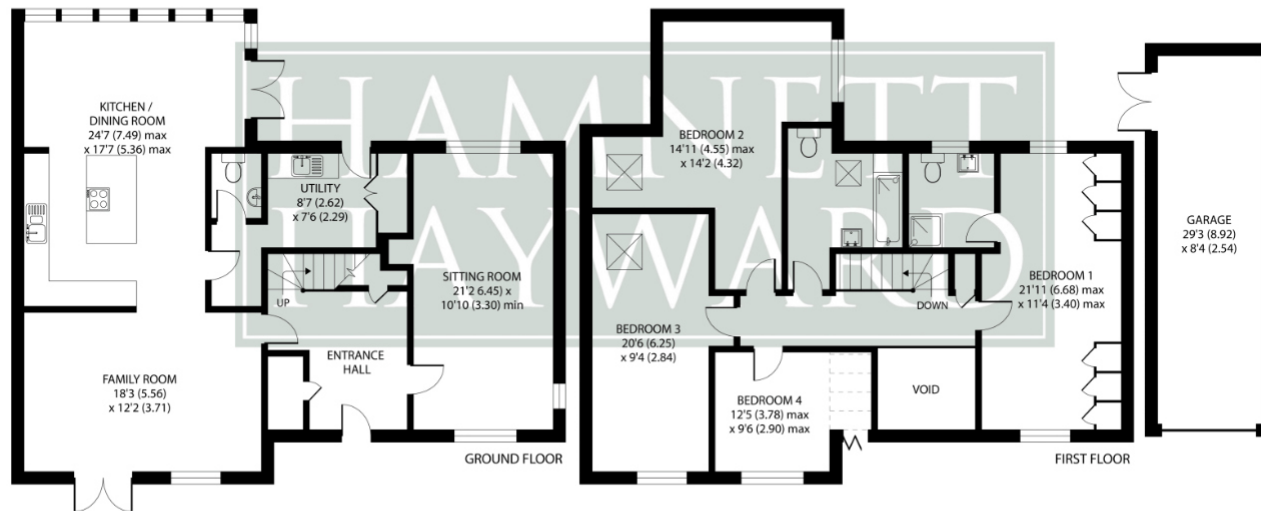 HAMNETT
HAYWARD
KITCHEN /
DINING ROOM
24'7 (7.49) max
x 17'7 (5.36) max
UTILITY
8'7 (2.62)
x 7'6 (2.29)
SITTING ROOM
21'2 6.45) x
10'10 (3.30) min
UP
ENTRANCE
HALL
FAMILY ROOM
18'3 (5.56)
x 12'2 (3.71)
GROUND FLOOR
BEDROOM 2
14'11 (4.55) max
x 14'2 (4.32)
BEDROOM 3
20'6 (6.25)
x 9'4 (2.84)
BEDROOM 4
12'5 (3.78) max
x 9'6 (2.90) max
DOWN
VOID
BEDROOM 1
21'11 (6.68) max
x 11'4 (3.40) max
FIRST FLOOR
GARAGE
29'3 (8.92)
x 8'4 (2.54)